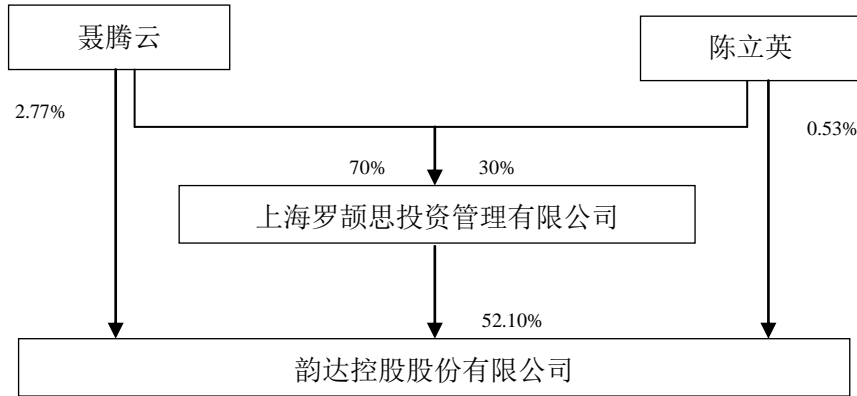 聂腾云
陈立英
2.77%
0.53%
70%
30%
上海罗颉思投资管理有限公司
52.10%
韵达控股股份有限公司